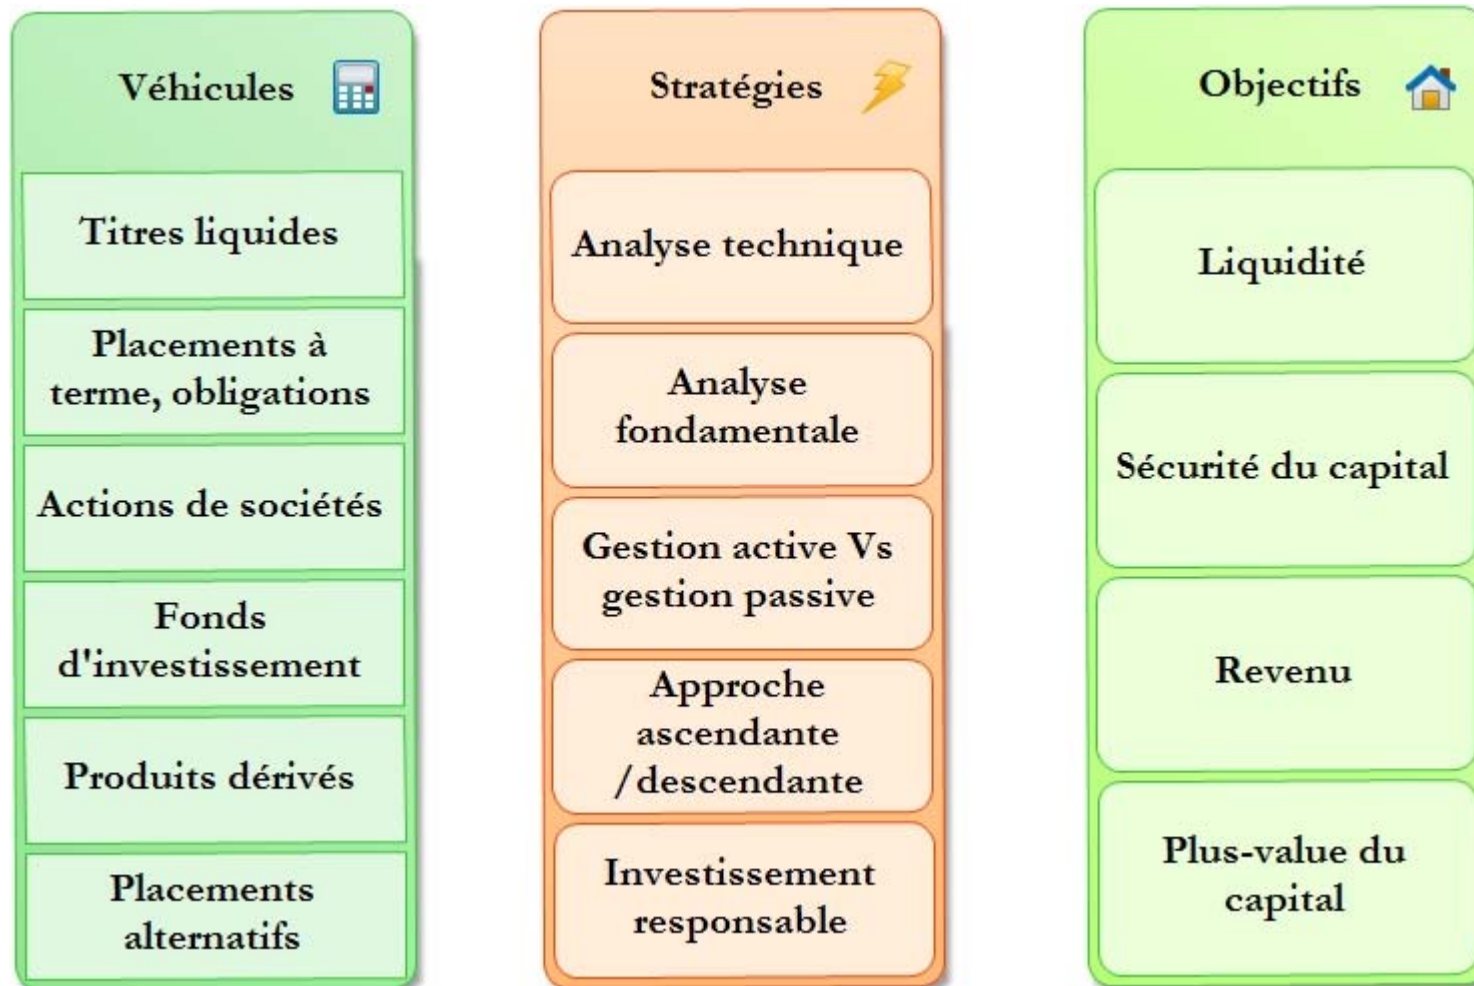 Véhicules
Titres liquides
Placements à
terme, obligations
Actions de sociétés
Fonds
d'investissement
Produits dérivés
Placements
alternatifs
Stratégies
Analyse technique
Analyse
fondamentale
Gestion active Vs
gestion passive
Approche
ascendante
/descendante
Investissement
responsable
Objectifs
Liquidité
Sécurité du capital
Revenu
Plus-value du
capital